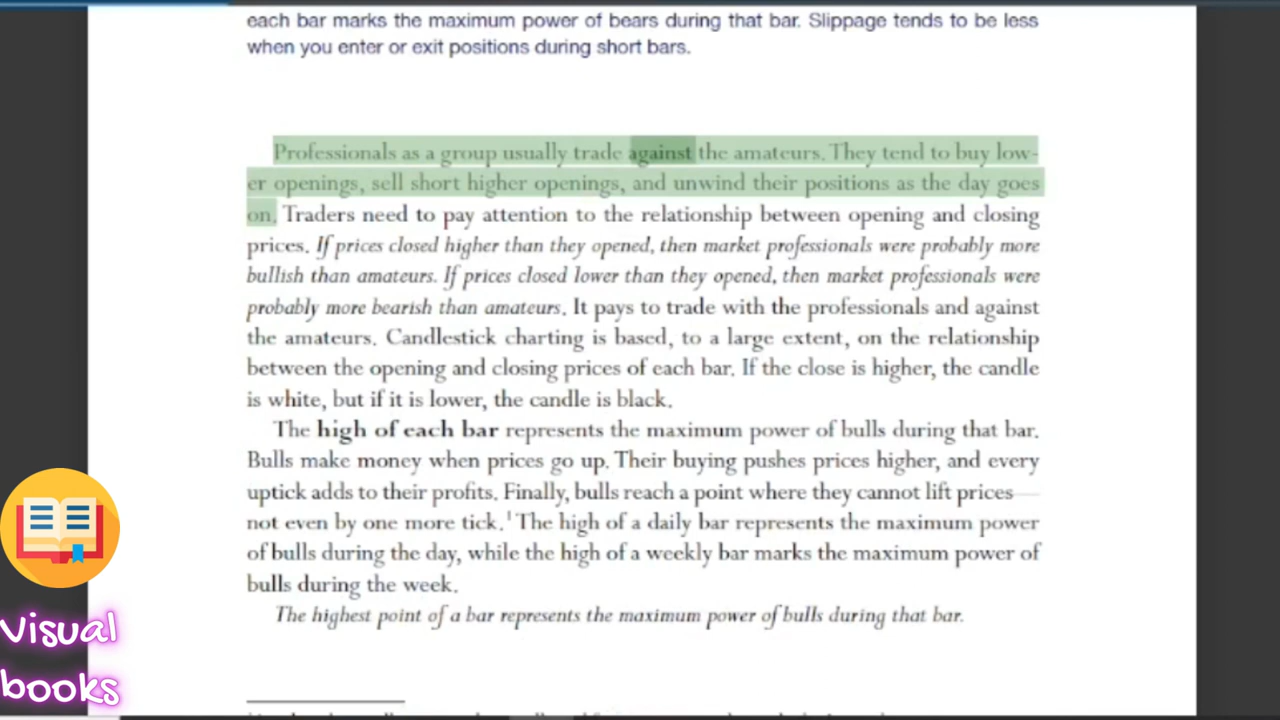 each bar marks the maximum power of bears during that bar. Slippage tends to be less
when you enter or exit positions during short bars.
Professionals as a group usually trade against the amateurs. They tend to buy low-
er openings, sell short higher openings, and unwind their positions as the day goes
on. Traders need to pay attention to the relationship between opening and closing
prices. If prices closed higher than they opened, then market professionals were probably more
bullish than amateurs. If prices closed lower than they opened, then market professionals were
probably more bearish than amateurs. It pays to trade with the professionals and against
the amateurs. Candlestick charting is based, to a large extent, on the relationship
between the opening and closing prices of each bar. If the close is higher, the candle
is white, but if it is lower, the candle is black.
The high of each bar represents the maximum power of bulls during that bar.
Bulls make money when prices go up. Their buying pushes prices higher, and every
uptick adds to their profits. Finally, bulls reach a point where they cannot lift prices—
not even by one more tick.¹ The high of a daily bar represents the maximum power
of bulls during the day, while the high of a weekly bar marks the maximum power of
bulls during the week.
The highest point of a bar represents the maximum power of bulls during that bar.
Visual
books